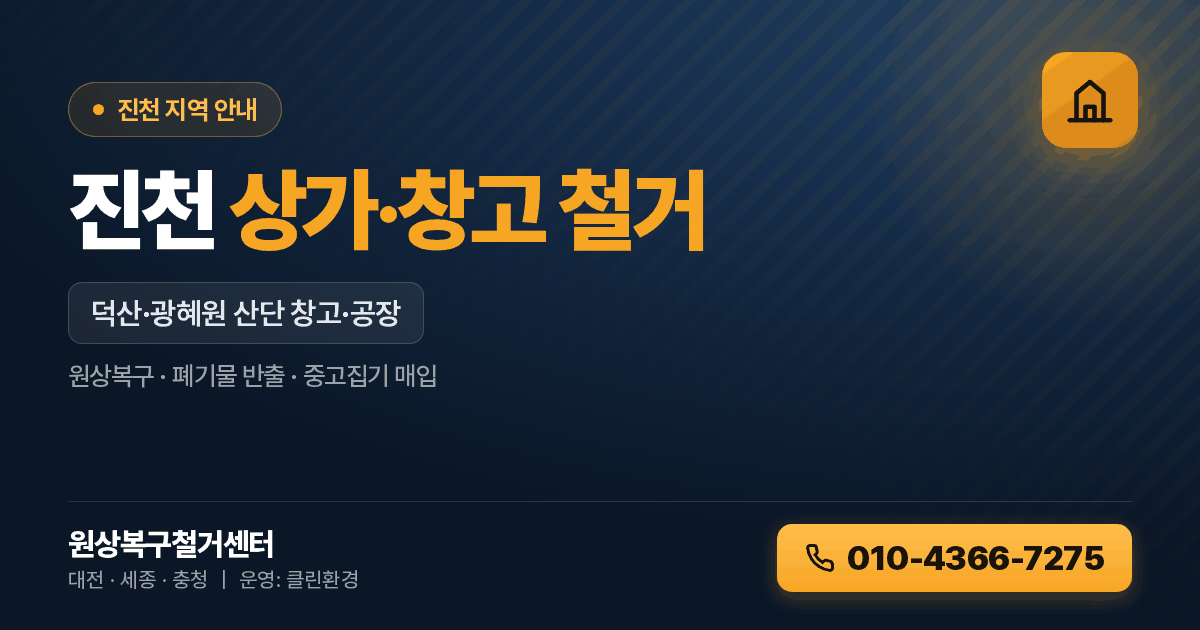 진천 지역 안내
진천 상가·창고 철거
덕산·광혜원 산단 창고·공장
원상복구 · 폐기물 반출 · 중고집기 매입
원상복구철거센터
대전 · 세종 · 충청 | 운영: 클린환경
010-4366-7275